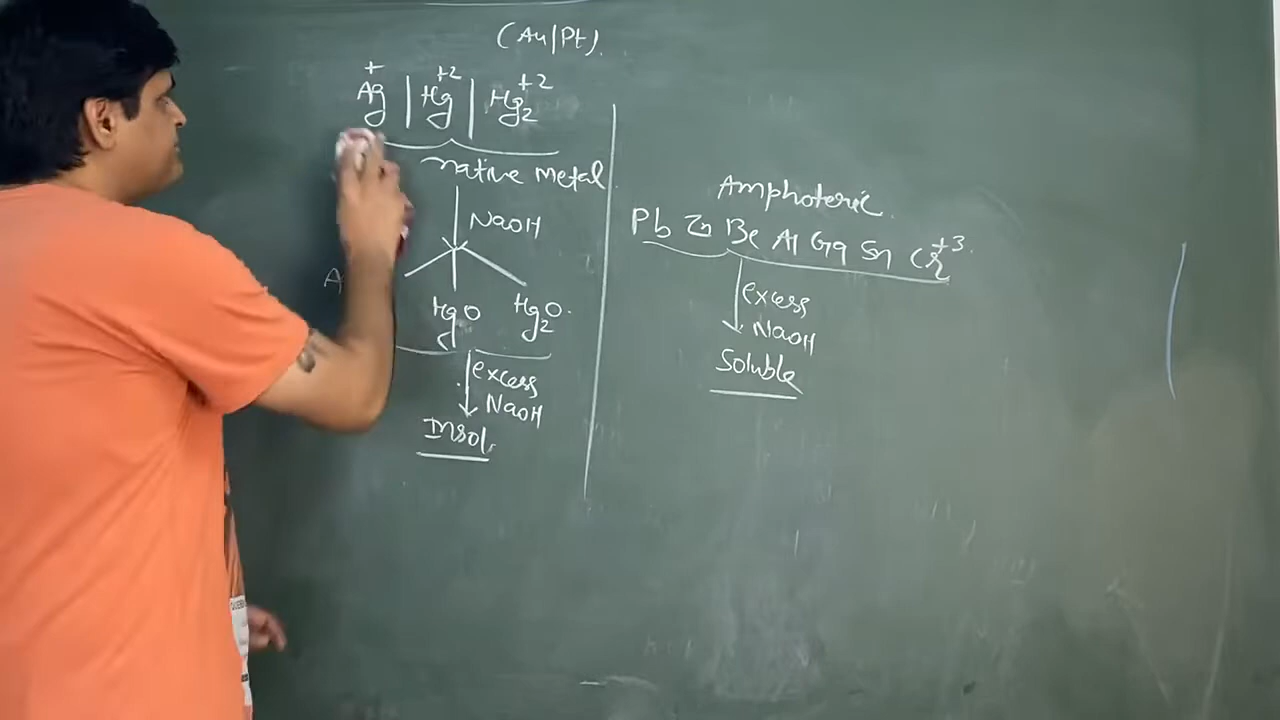 (Au/Pt).
Ag+ | Hg+2 | Hg2+2
native metal
NaOH
A
HgO Hg2O.
excess
NaOH
Insol.
Amphoteric.
Pb Zn Be Al Ga Sn Cr+3.
excess
NaOH
Soluble